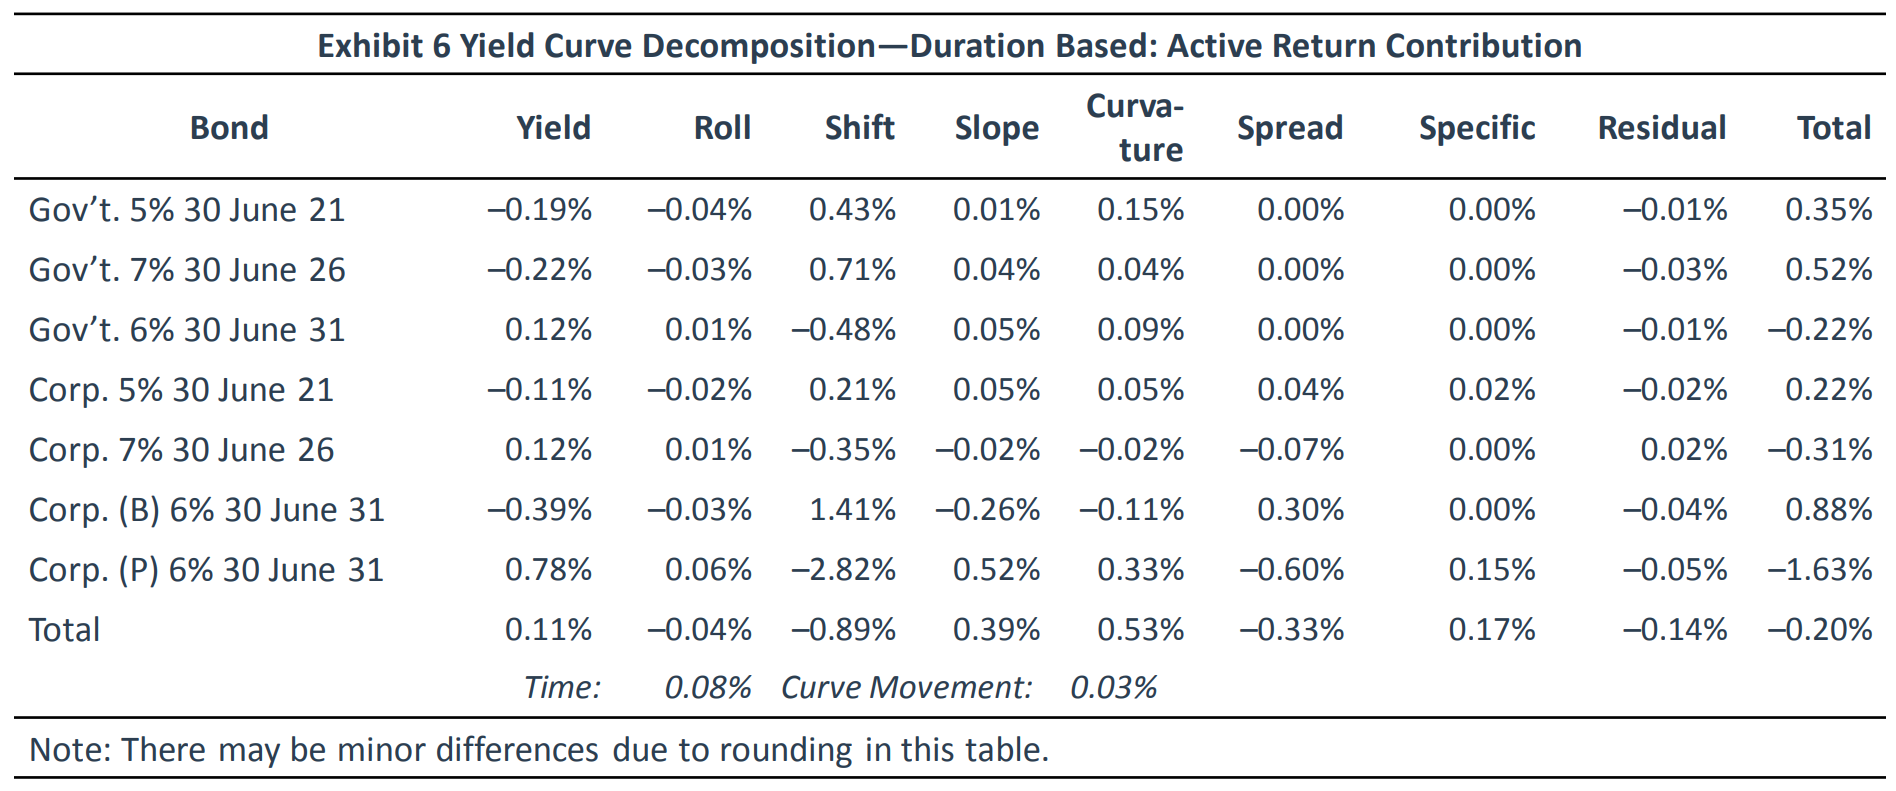 Exhibit 6 Yield Curve Decomposition—Duration Based: Active Return Contribution
Bond Yield Roll Shift Slope Curva-ture Spread Specific Residual Total
Gov’t. 5% 30 June 21 –0.19% –0.04% 0.43% 0.01% 0.15% 0.00% 0.00% –0.01% 0.35%
Gov’t. 7% 30 June 26 –0.22% –0.03% 0.71% 0.04% 0.04% 0.00% 0.00% –0.03% 0.52%
Gov’t. 6% 30 June 31 0.12% 0.01% –0.48% 0.05% 0.09% 0.00% 0.00% –0.01% –0.22%
Corp. 5% 30 June 21 –0.11% –0.02% 0.21% 0.05% 0.05% 0.04% 0.02% –0.02% 0.22%
Corp. 7% 30 June 26 0.12% 0.01% –0.35% –0.02% –0.02% –0.07% 0.00% 0.02% –0.31%
Corp. (B) 6% 30 June 31 –0.39% –0.03% 1.41% –0.26% –0.11% 0.30% 0.00% –0.04% 0.88%
Corp. (P) 6% 30 June 31 0.78% 0.06% –2.82% 0.52% 0.33% –0.60% 0.15% –0.05% –1.63%
Total 0.11% –0.04% –0.89% 0.39% 0.53% –0.33% 0.17% –0.14% –0.20%
Time: 0.08% Curve Movement: 0.03%
Note: There may be minor differences due to rounding in this table.